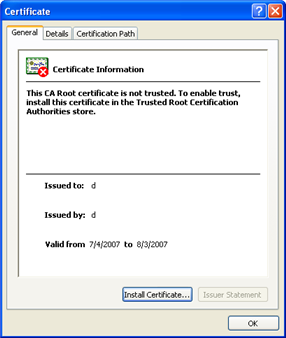 Certificate
General Details Certification Path
Certificate Information
This CA Root certificate is not trusted. To enable trust,
install this certificate in the Trusted Root Certification
Authorities store.
Issued to: d
Issued by: d
Valid from 7/4/2007 to 8/3/2007
Install Certificate... Issuer Statement
OK